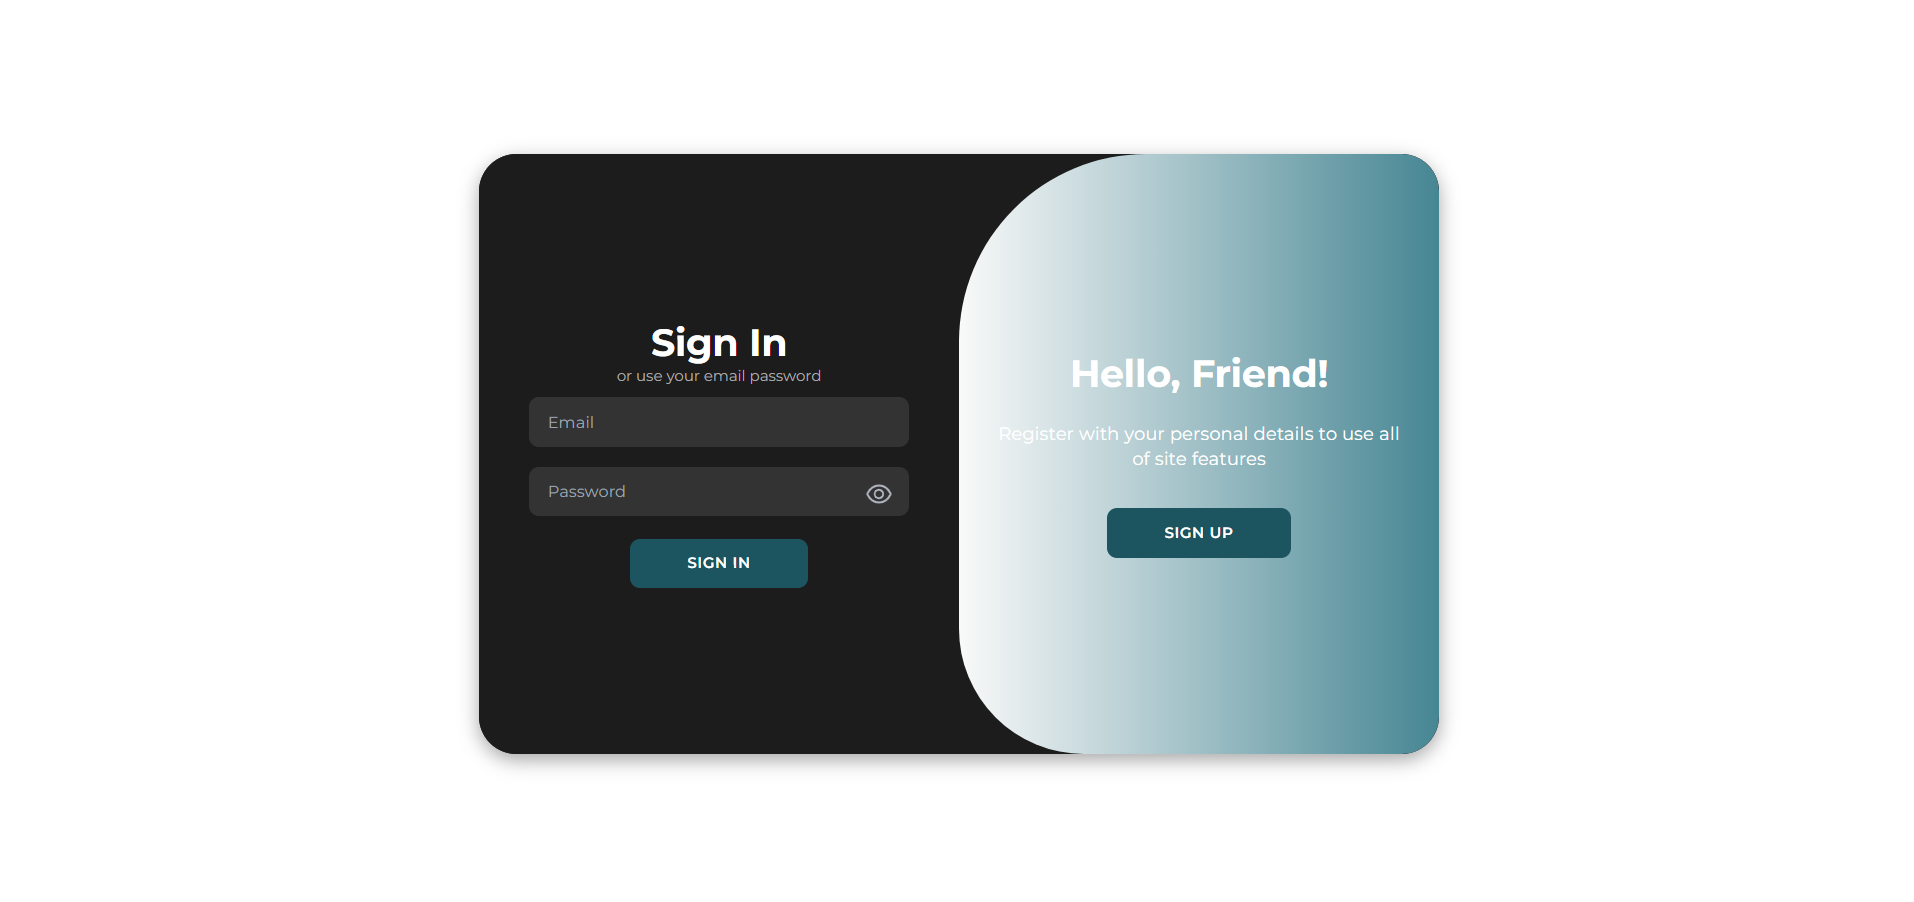 Sign In
or use your email password
Email
Password
SIGN IN
Hello, Friend!
Register with your personal details to use all
of site features
SIGN UP